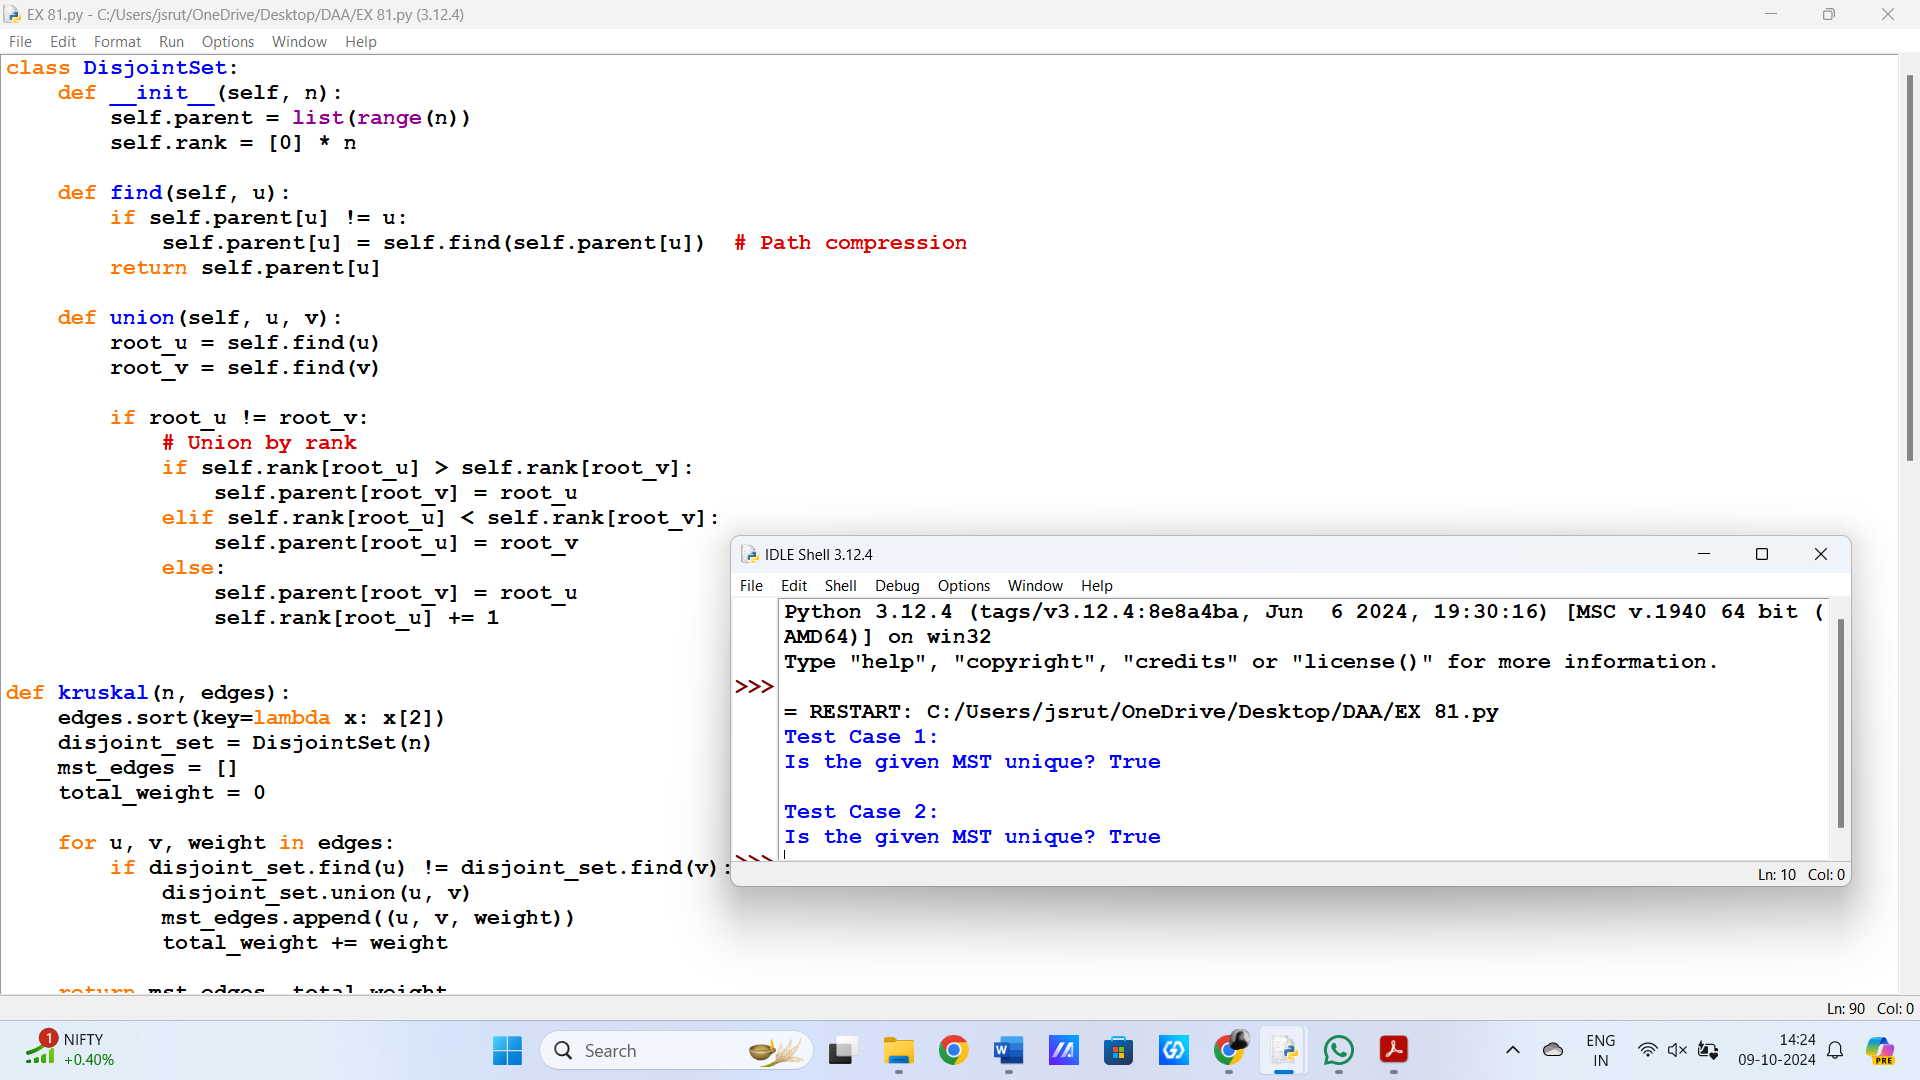 EX 81.py - C:/Users/jsrut/OneDrive/Desktop/DAA/EX 81.py (3.12.4)
File Edit Format Run Options Window Help
class DisjointSet:
    def __init__(self, n):
        self.parent = list(range(n))
        self.rank = [0] * n
    def find(self, u):
        if self.parent[u] != u:
            self.parent[u] = self.find(self.parent[u])  # Path compression
        return self.parent[u]
    def union(self, u, v):
        root_u = self.find(u)
        root_v = self.find(v)
        if root_u != root_v:
            # Union by rank
            if self.rank[root_u] > self.rank[root_v]:
                self.parent[root_v] = root_u
            elif self.rank[root_u] < self.rank[root_v]:
                self.parent[root_u] = root_v
            else:
                self.parent[root_v] = root_u
                self.rank[root_u] += 1
def kruskal(n, edges):
    edges.sort(key=lambda x: x[2])
    disjoint_set = DisjointSet(n)
    mst_edges = []
    total_weight = 0
    for u, v, weight in edges:
        if disjoint_set.find(u) != disjoint_set.find(v):
            disjoint_set.union(u, v)
            mst_edges.append((u, v, weight))
            total_weight += weight
    return mst_edges, total_weight
IDLE Shell 3.12.4
File Edit Shell Debug Options Window Help
Python 3.12.4 (tags/v3.12.4:8e8a4ba, Jun  6 2024, 19:30:16) [MSC v.1940 64 bit (
AMD64)] on win32
Type "help", "copyright", "credits" or "license()" for more information.
>>>
= RESTART: C:/Users/jsrut/OneDrive/Desktop/DAA/EX 81.py
Test Case 1:
Is the given MST unique? True
Test Case 2:
Is the given MST unique? True
>>>
Ln: 10 Col: 0
Ln: 90 Col: 0
1
NIFTY
+0.40%
Search
W
PRE
ENG
IN
14:24
09-10-2024